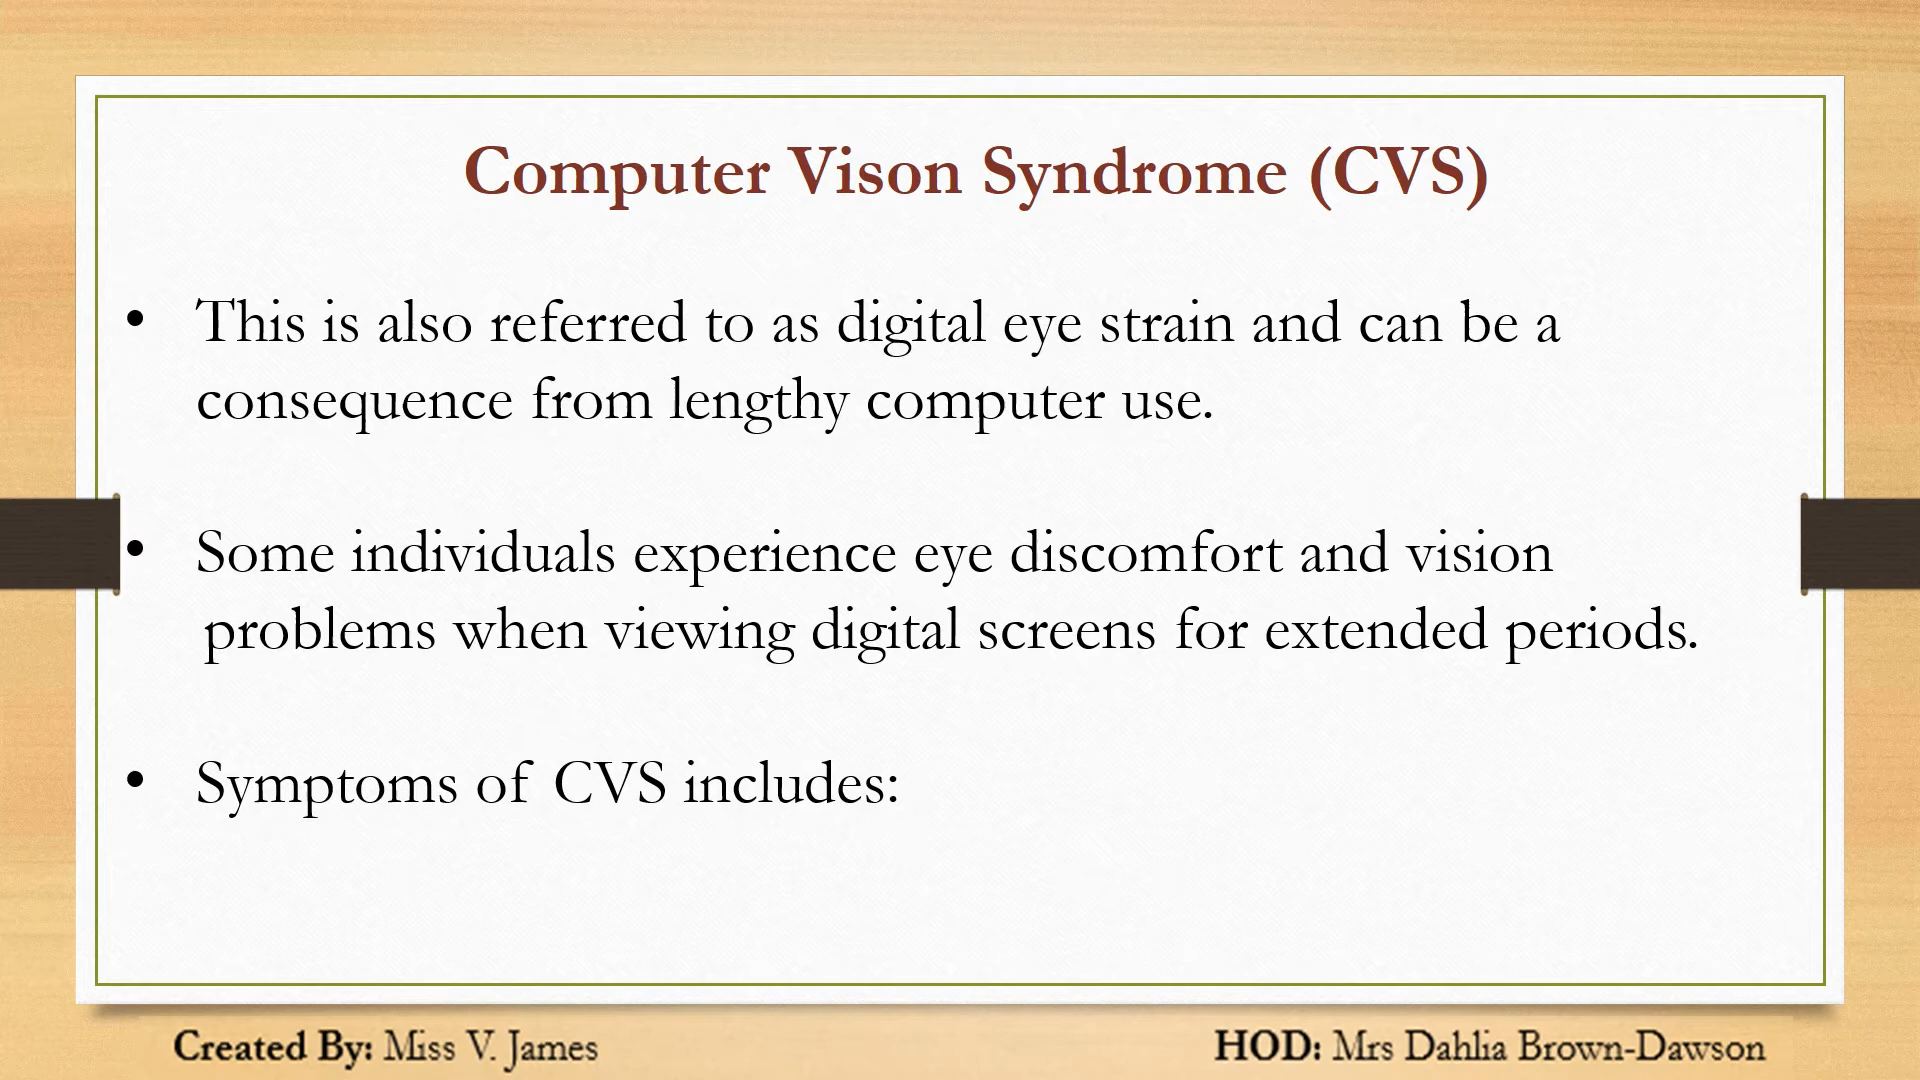 Computer Vison Syndrome (CVS)
• This is also referred to as digital eye strain and can be a
consequence from lengthy computer use.
• Some individuals experience eye discomfort and vision
problems when viewing digital screens for extended periods.
• Symptoms of CVS includes:
Created By: Miss V. James
HOD: Mrs Dahlia Brown-Dawson